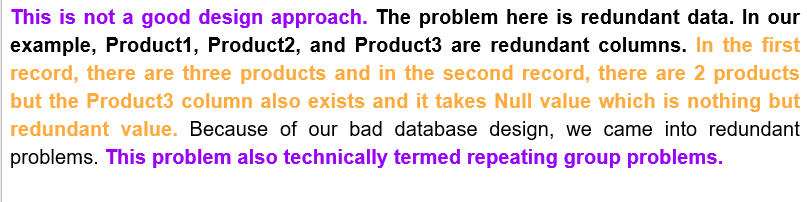 This is not a good design approach. The problem here is redundant data. In our
example, Product1, Product2, and Product3 are redundant columns. In the first
record, there are three products and in the second record, there are 2 products
but the Product3 column also exists and it takes Null value which is nothing but
redundant value. Because of our bad database design, we came into redundant
problems. This problem also technically termed repeating group problems.